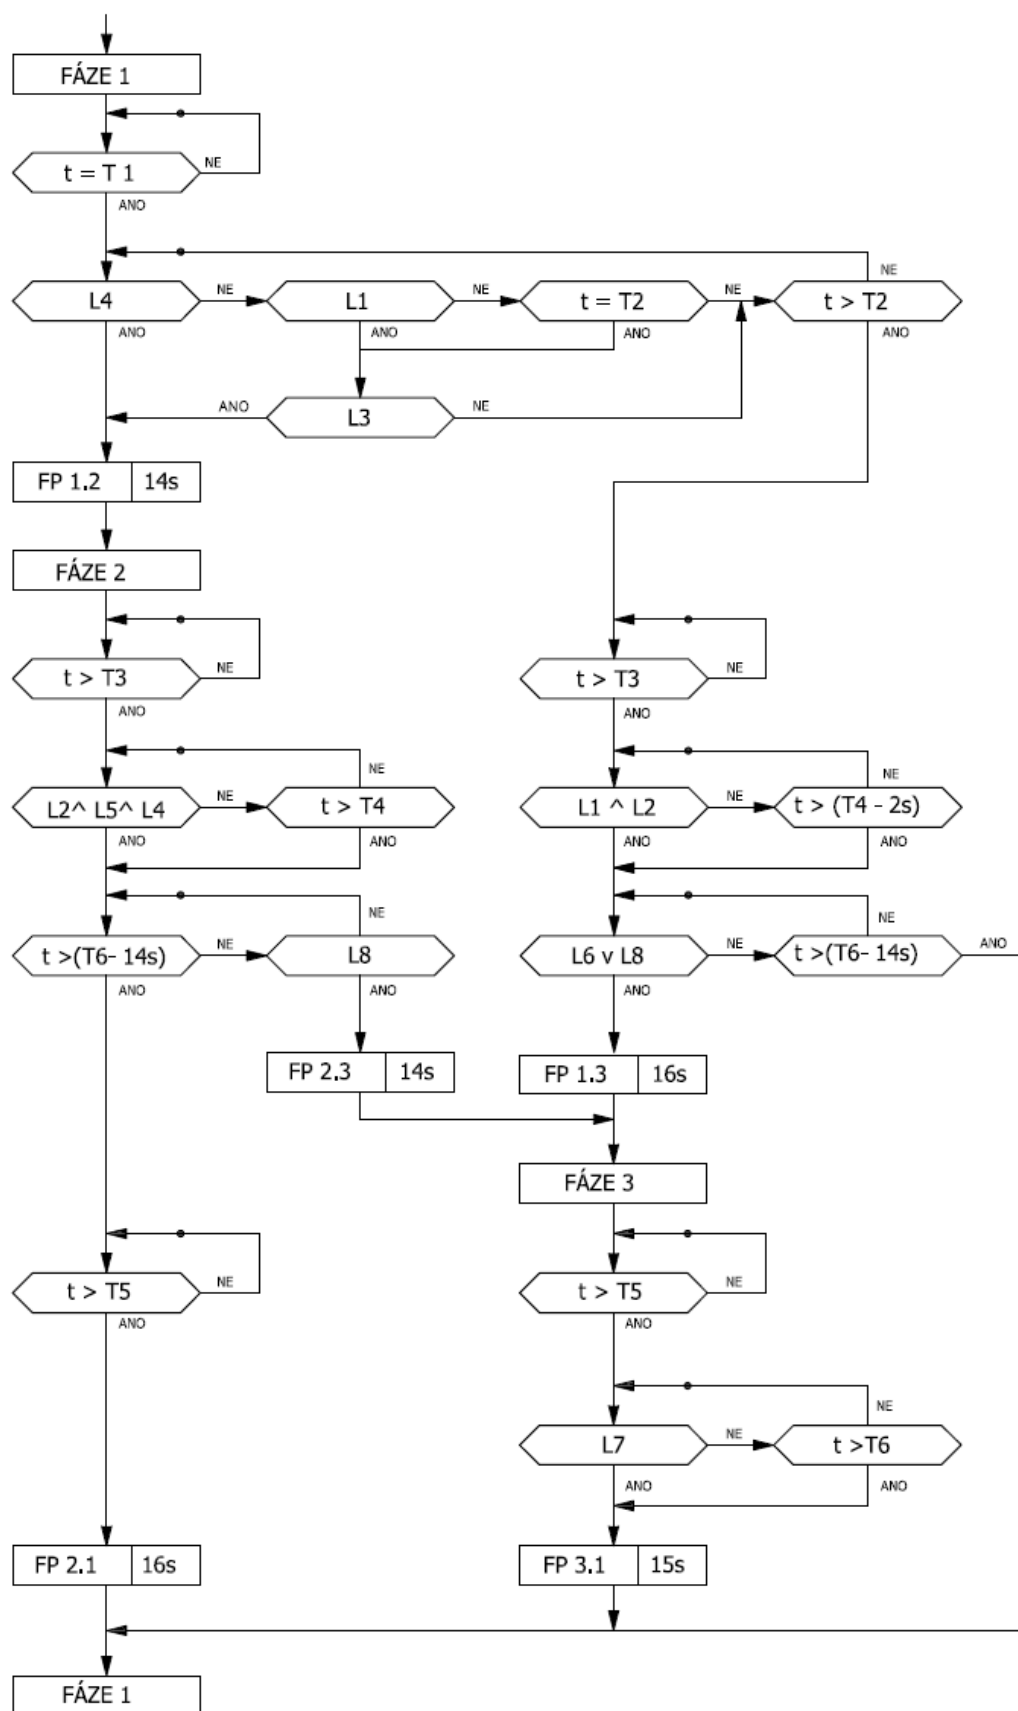 FÁZE 1
t = T 1
NE
ANO
NE
L4
NE
L1
NE
t = T2
NE
t > T2
ANO
ANO
ANO
ANO
ANO
L3
NE
FP 1.2 14s
FÁZE 2
t > T3
NE
t > T3
NE
ANO
ANO
NE
NE
L2^ L5^ L4
NE
t > T4
L1 ^ L2
NE
t > (T4 - 2s)
ANO
ANO
ANO
ANO
NE
NE
t >(T6- 14s)
NE
L8
L6 v L8
NE
t >(T6- 14s)
ANO
ANO
ANO
ANO
FP 2.3 14s
FP 1.3 16s
FÁZE 3
t > T5
NE
t > T5
NE
ANO
ANO
NE
L7
NE
t >T6
ANO
ANO
FP 2.1 16s
FP 3.1 15s
FÁZE 1